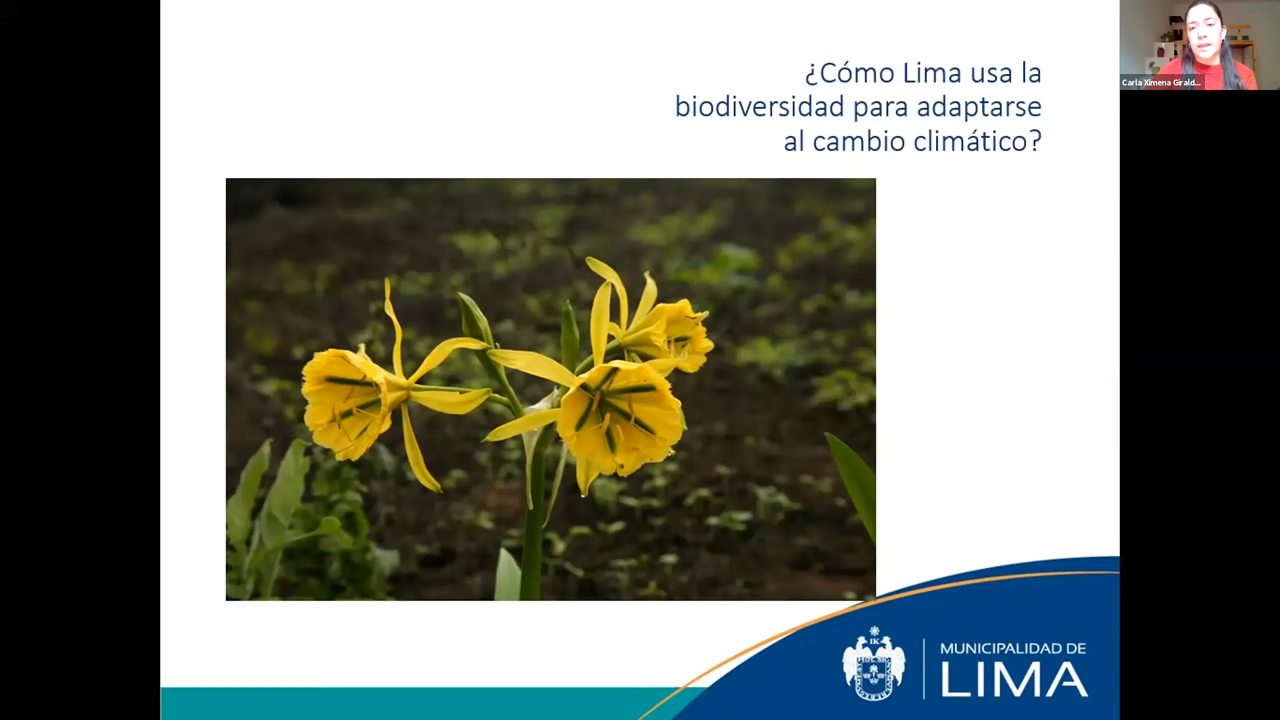 ¿Cómo Lima usa la
biodiversidad para adaptarse
al cambio climático?
Carla Ximena Girald...
MUNICIPALIDAD DE
LIMA